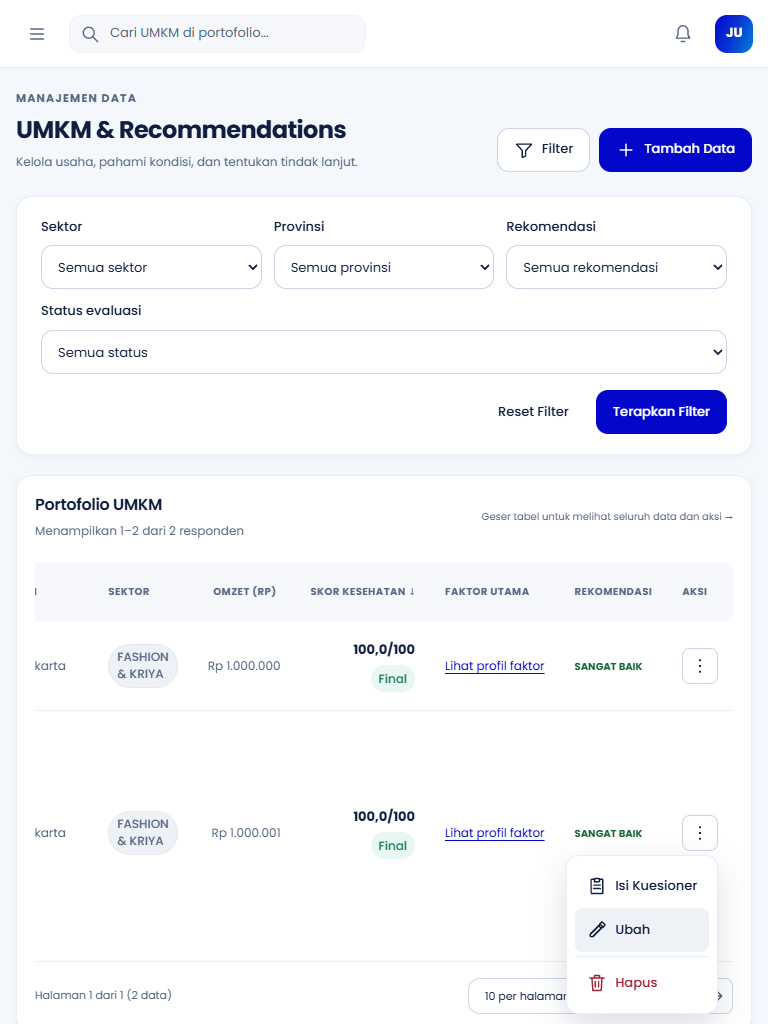 Cari UMKM di portofolio...
JU
MANAJEMEN DATA
UMKM & Recommendations
Kelola usaha, pahami kondisi, dan tentukan tindak lanjut.
Filter
Tambah Data
Sektor
Provinsi
Rekomendasi
Semua sektor
Semua provinsi
Semua rekomendasi
Status evaluasi
Semua status
Reset Filter
Terapkan Filter
Portofolio UMKM
Menampilkan 1–2 dari 2 responden
Geser tabel untuk melihat seluruh data dan aksi →
SEKTOR
OMZET (RP)
SKOR KESEHATAN ↓
FAKTOR UTAMA
REKOMENDASI
AKSI
karta
FASHION
& KRIYA
Rp 1.000.000
100,0/100
Final
Lihat profil faktor
SANGAT BAIK
karta
FASHION
& KRIYA
Rp 1.000.001
100,0/100
Final
Lihat profil faktor
SANGAT BAIK
Isi Kuesioner
Ubah
Hapus
Halaman 1 dari 1 (2 data)
10 per halaman